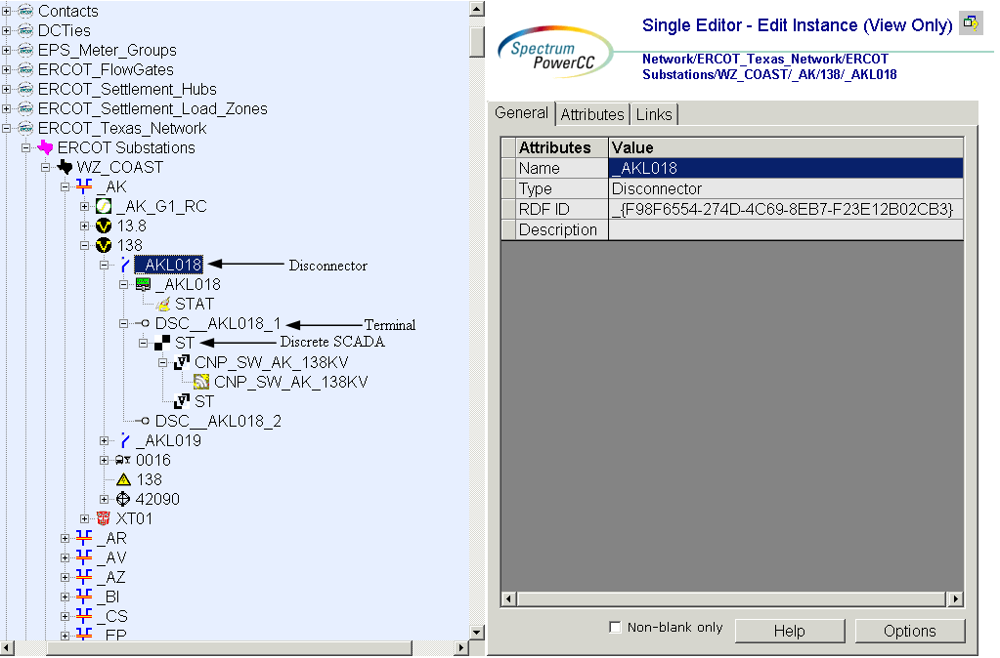 Contacts
DCTies
EPS_Meter_Groups
ERCOT_FlowGates
ERCOT_Settlement_Hubs
ERCOT_Settlement_Load_Zones
ERCOT_Texas_Network
ERCOT Substations
WZ_COAST
_AK
_AK_G1_RC
13.8
138
_AKL018 Disconnector
_AKL018
STAT
DSC__AKL018_1 Terminal
ST Discrete SCADA
CNP_SW_AK_138KV
CNP_SW_AK_138KV
ST
DSC__AKL018_2
_AKL019
0016
138
42090
XT01
_AR
_AV
_AZ
_BI
_CS
Spectrum
PowerCC
Single Editor - Edit Instance (View Only)
Network/ERCOT_Texas_Network/ERCOT
Substations/WZ_COAST/_AK/138/_AKL018
General Attributes Links
Attributes Value
Name _AKL018
Type Disconnector
RDF ID _{F98F6554-274D-4C69-8EB7-F23E12B02CB3}
Description
Non-blank only Help Options